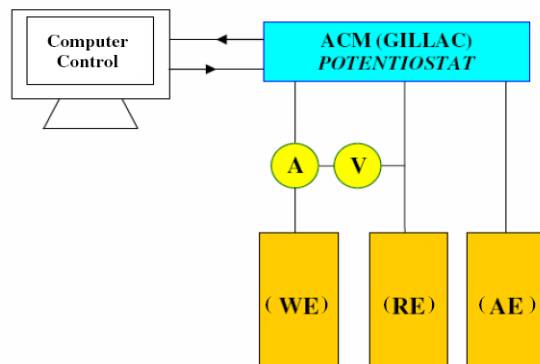 Computer
Control
ACM (GILLAC)
POTENTIOSTAT
A
V
(WE)
(RE)
(AE)